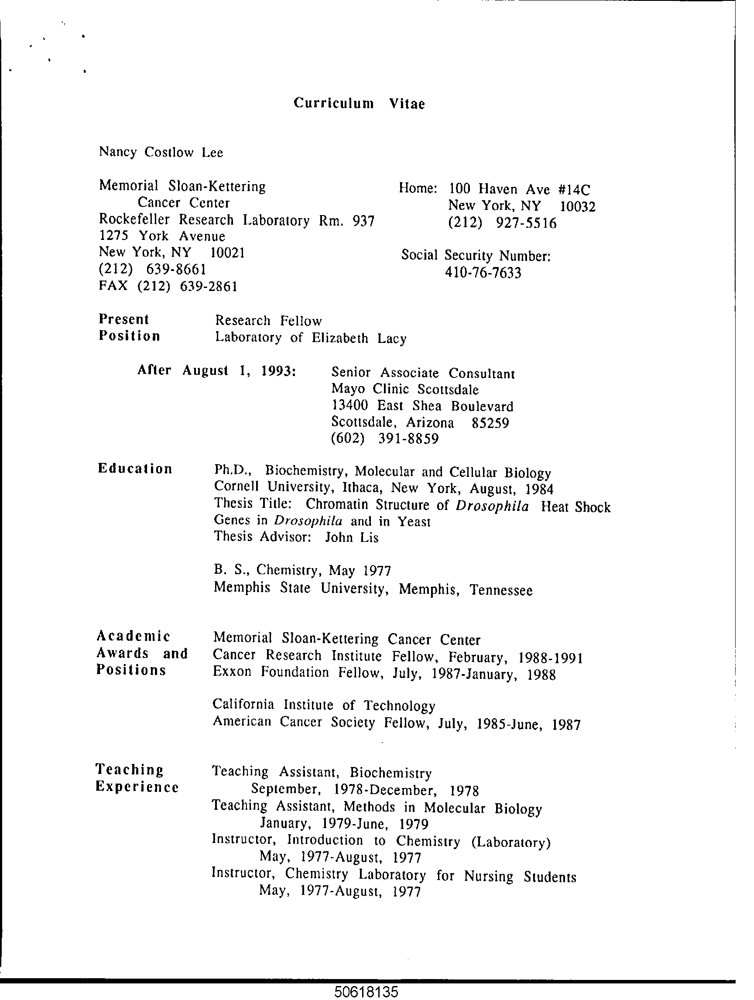 Curriculum Vitae
Nancy Costlow Lee
Memorial Sloan-Kettering
Cancer Center
Rockefeller Research Laboratory Rm. 937
1275 York Avenue
New York, NY 10021
(212) 639-8661
FAX (212) 639-2861
Home: 100 Haven Ave #14C
New York, NY 10032
(212) 927-5516
Social Security Number:
410-76-7633
Present Research Fellow
Position Laboratory of Elizabeth Lacy
After August 1, 1993: Senior Associate Consultant
Mayo Clinic Scottsdale
13400 East Shea Boulevard
Scottsdale, Arizona 85259
(602) 391-8859
Education Ph.D., Biochemistry, Molecular and Cellular Biology
Cornell University, Ithaca, New York, August, 1984
Thesis Title: Chromatin Structure of Drosophila Heat Shock
Genes in Drosophila and in Yeast
Thesis Advisor: John Lis
B. S., Chemistry, May 1977
Memphis State University, Memphis, Tennessee
Academic Memorial Sloan-Kettering Cancer Center
Awards and Cancer Research Institute Fellow, February, 1988-1991
Positions Exxon Foundation Fellow, July, 1987-January, 1988
California Institute of Technology
American Cancer Society Fellow, July, 1985-June, 1987
Teaching Teaching Assistant, Biochemistry
Experience September, 1978-December, 1978
Teaching Assistant, Methods in Molecular Biology
January, 1979-June, 1979
Instructor, Introduction to Chemistry (Laboratory)
May, 1977-August, 1977
Instructor, Chemistry Laboratory for Nursing Students
May, 1977-August, 1977
50618135